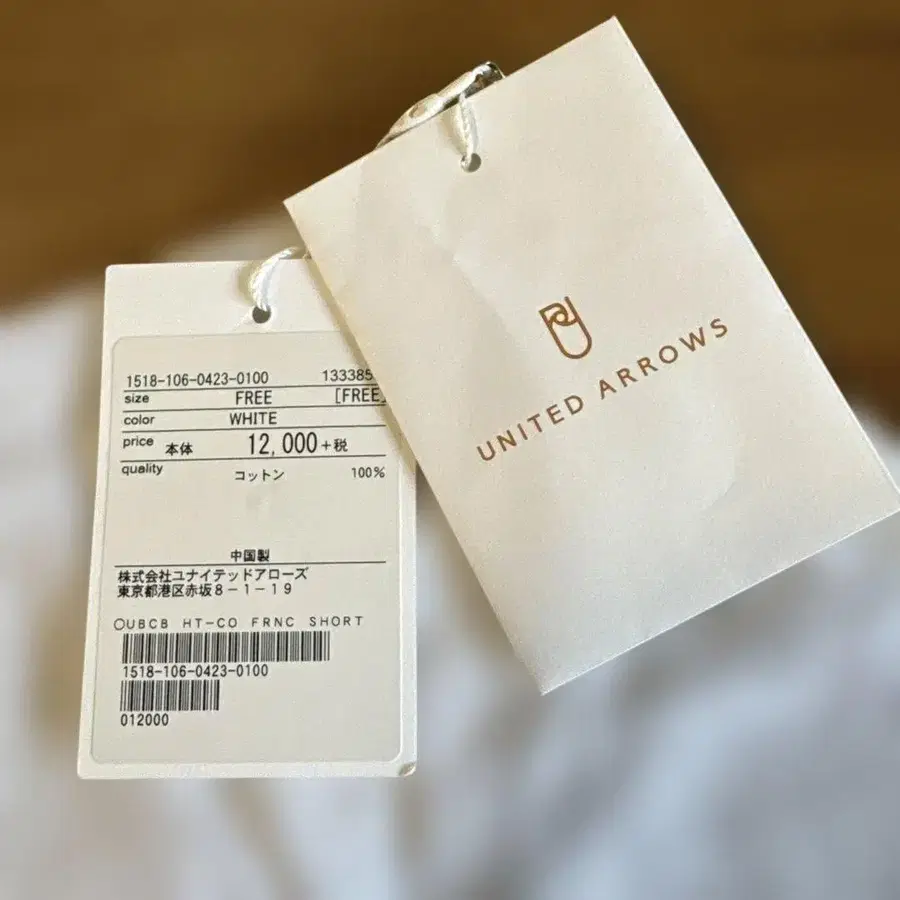 1518-106-0423-0100 133385
size FREE [FREE]
color WHITE
price 本体 12,000+税
quality コットン 100%
中国製
株式会社ユナイテッドアローズ
東京都港区赤坂8-1-19
○UBCB HT-CO FRNC SHORT
1518-106-0423-0100
012000
UNITED ARROWS